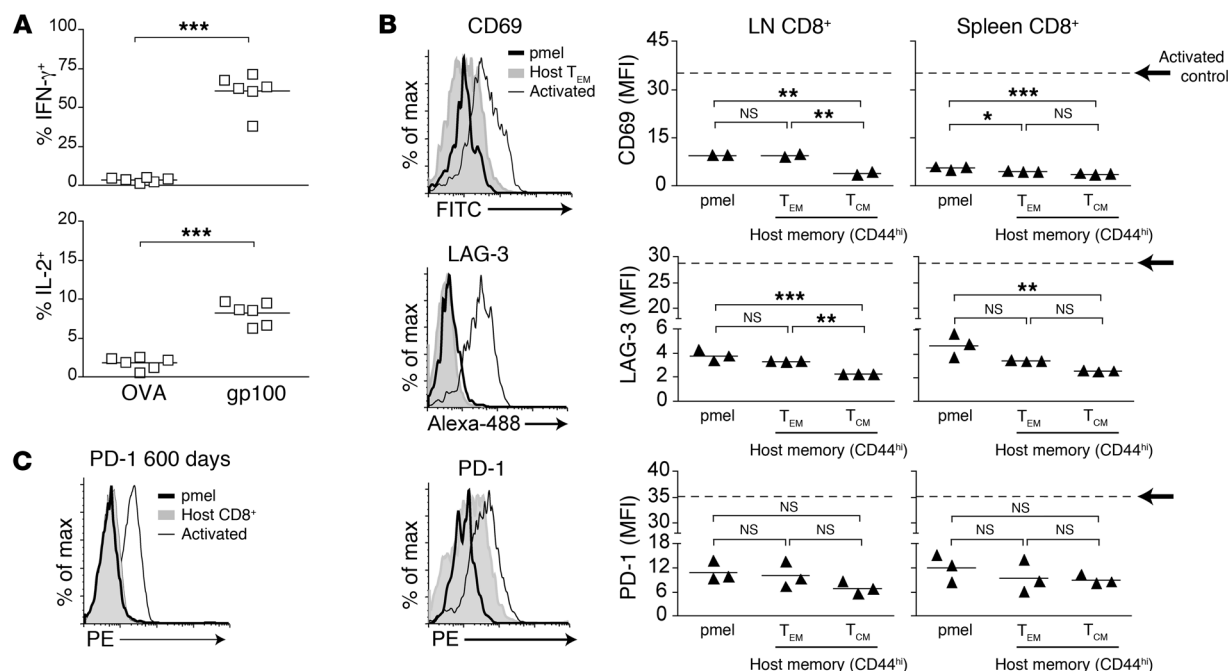 A
% IFN-γ+
100
75
50
25
0
***
% IL-2+
20
15
10
5
0
***
OVA gp100
B
CD69
pmel
Host TEM
Activated
% of max
FITC
LN CD8+
CD69 (MFI)
45
30
15
0
**
NS **
pmel TEM TCM
Host memory (CD44hi)
Spleen CD8+
Activated
control
***
* NS
pmel TEM TCM
Host memory (CD44hi)
LAG-3
% of max
Alexa-488
LAG-3 (MFI)
30
25
20
6
4
2
0
***
NS **
pmel TEM TCM
Host memory (CD44hi)
**
NS NS
pmel TEM TCM
Host memory (CD44hi)
C
PD-1 600 days
pmel
Host CD8+
Activated
% of max
PE
PD-1
% of max
PE
PD-1 (MFI)
40
35
30
18
12
6
0
NS
NS NS
pmel TEM TCM
Host memory (CD44hi)
NS
NS NS
pmel TEM TCM
Host memory (CD44hi)